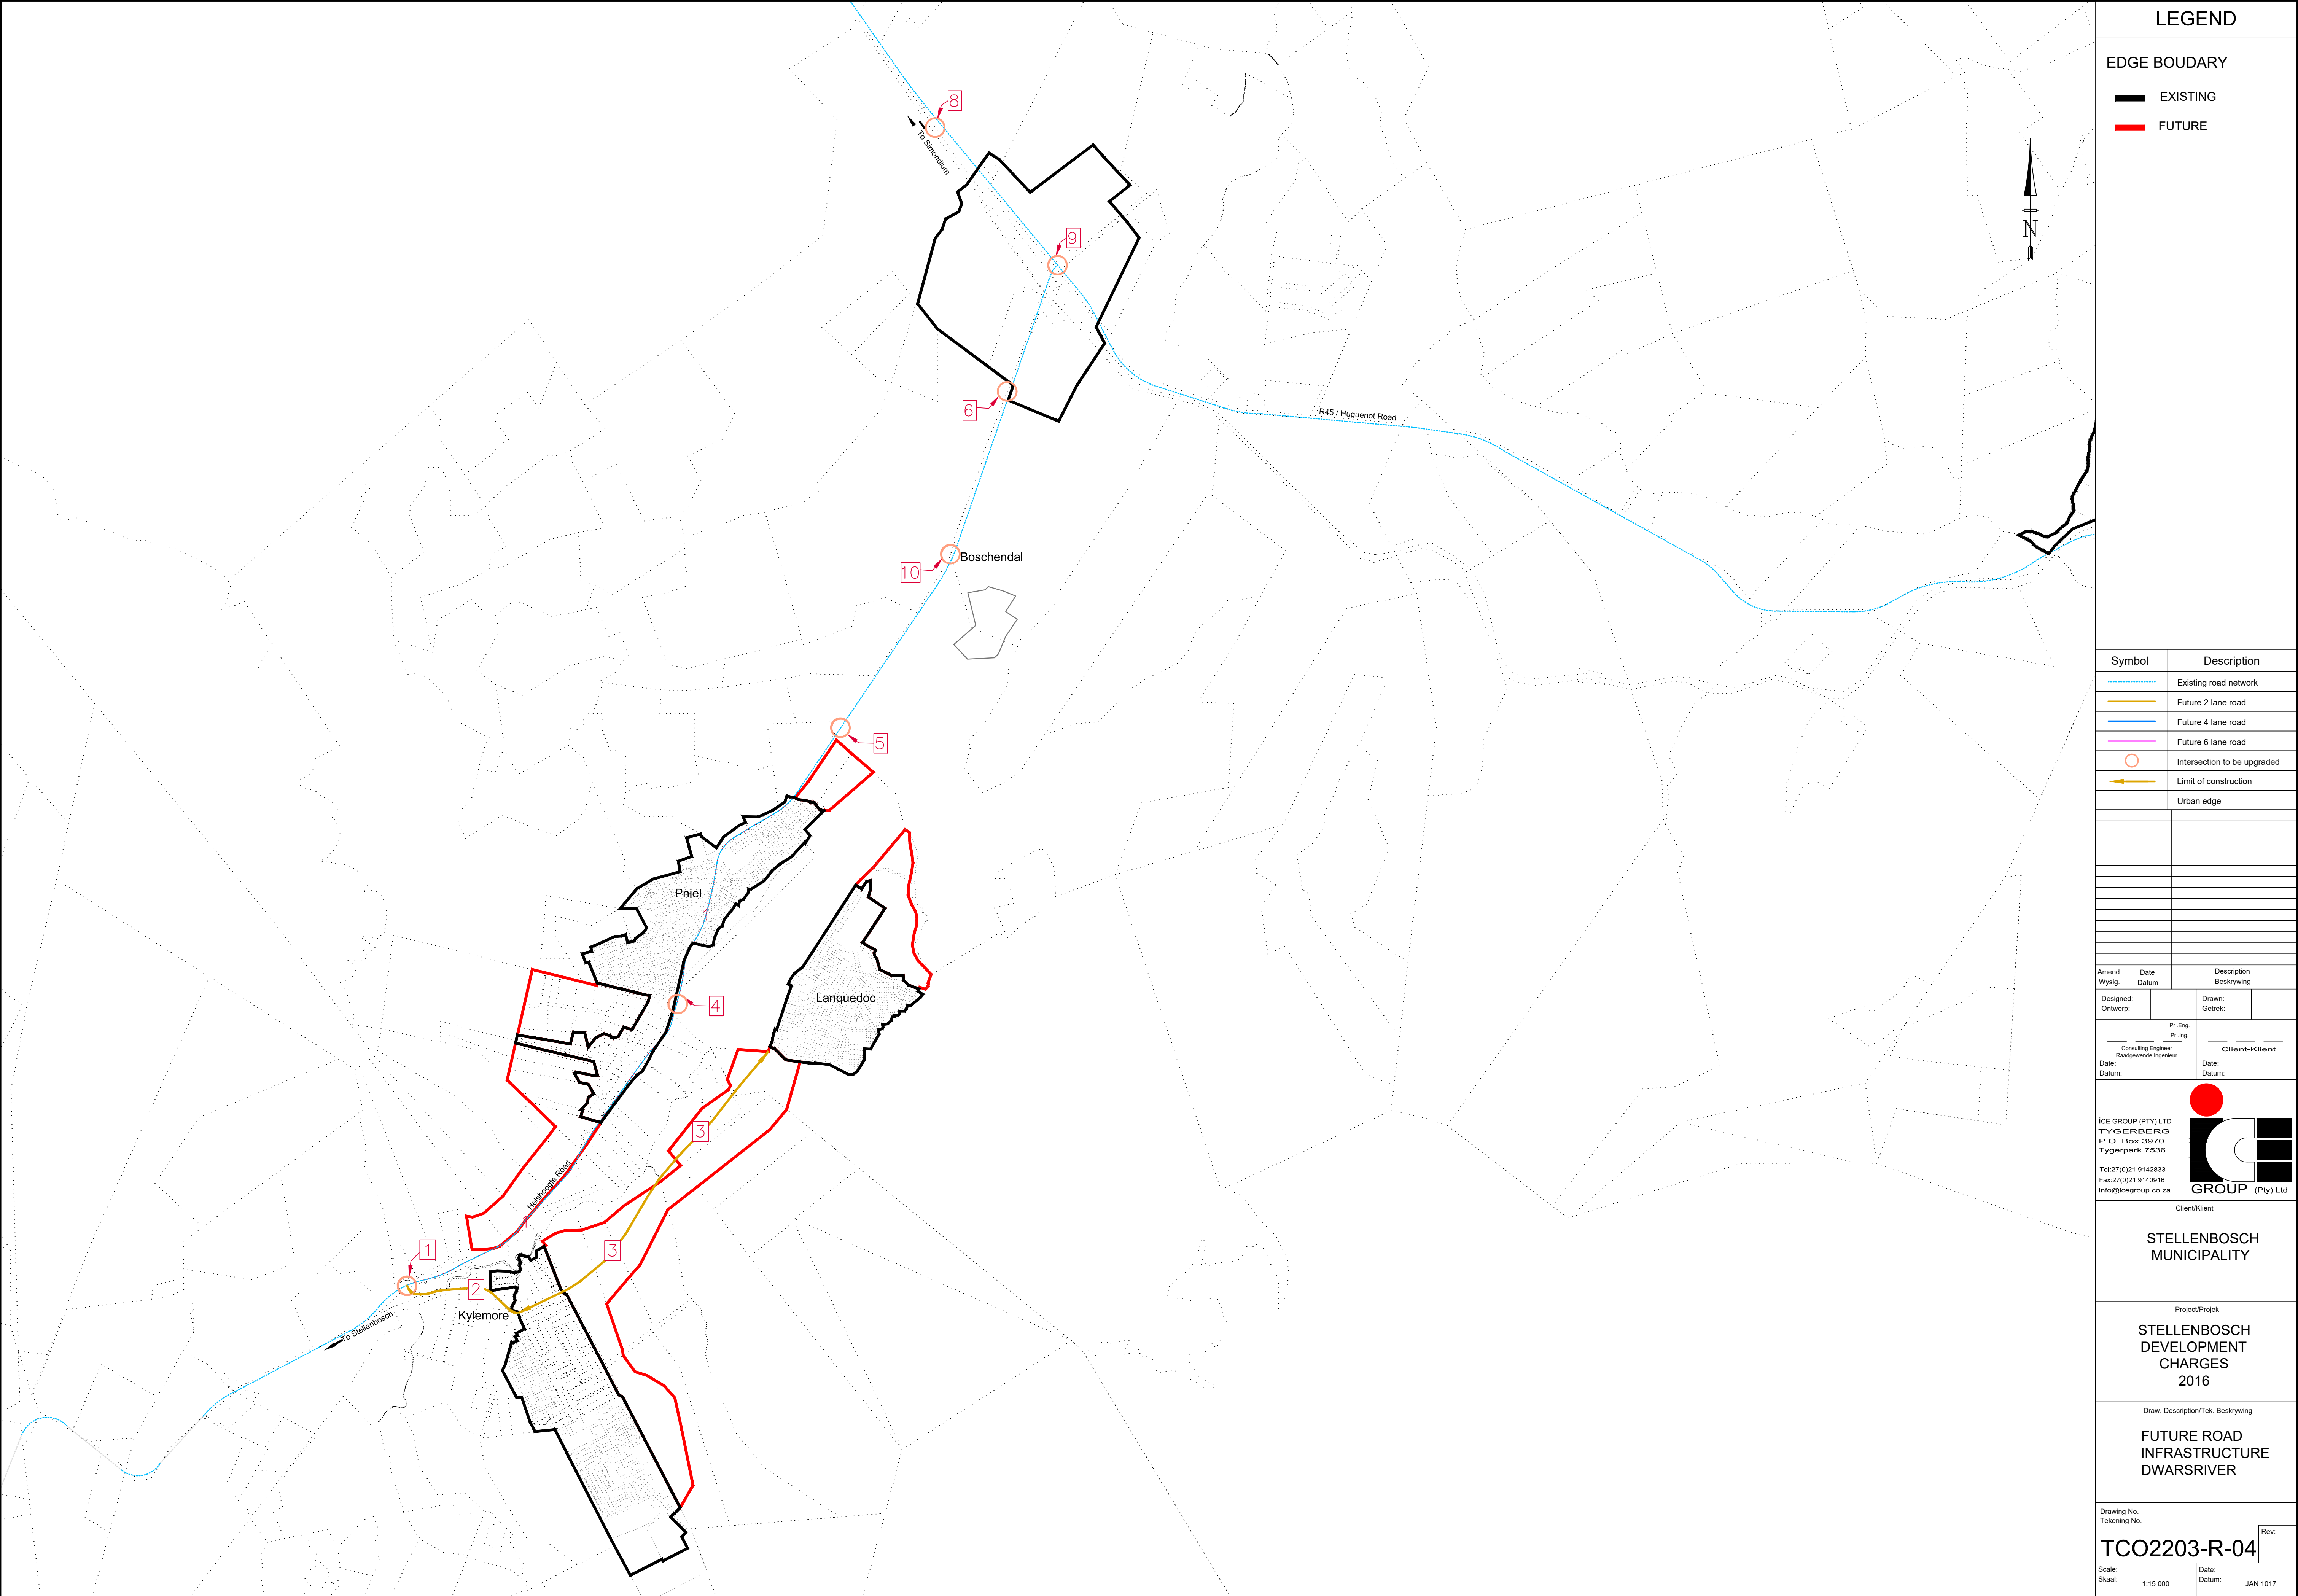 8
To Simondium
9
6
R45 / Huguenot Road
10
Boschendal
5
Pniel
1
4
Lanquedoc
3
Helshoogte Road
1
1
3
2
Kylemore
To Stellenbosch
N
LEGEND
EDGE BOUDARY
EXISTING
FUTURE
Symbol Description
Existing road network
Future 2 lane road
Future 4 lane road
Future 6 lane road
Intersection to be upgraded
Limit of construction
Urban edge
Amend. Date Description
Wysig. Datum Beskrywing
Designed: Drawn:
Ontwerp: Getrek:
Pr .Eng.
Pr .Ing.
Consulting Engineer Client-Klient
Raadgewende Ingenieur
Date: Date:
Datum: Datum:
iCE GROUP (PTY) LTD
TYGERBERG
P.O. Box 3970
Tygerpark 7536
Tel:27(0)21 9142833
Fax:27(0)21 9140916
info@icegroup.co.za
iCE
GROUP (Pty) Ltd
Client/Klient
STELLENBOSCH
MUNICIPALITY
Project/Projek
STELLENBOSCH
DEVELOPMENT
CHARGES
2016
Draw. Description/Tek. Beskrywing
FUTURE ROAD
INFRASTRUCTURE
DWARSRIVER
Drawing No.
Tekening No.
Rev:
TCO2203-R-04
Scale: Date:
Skaal: 1:15 000 Datum: JAN 1017